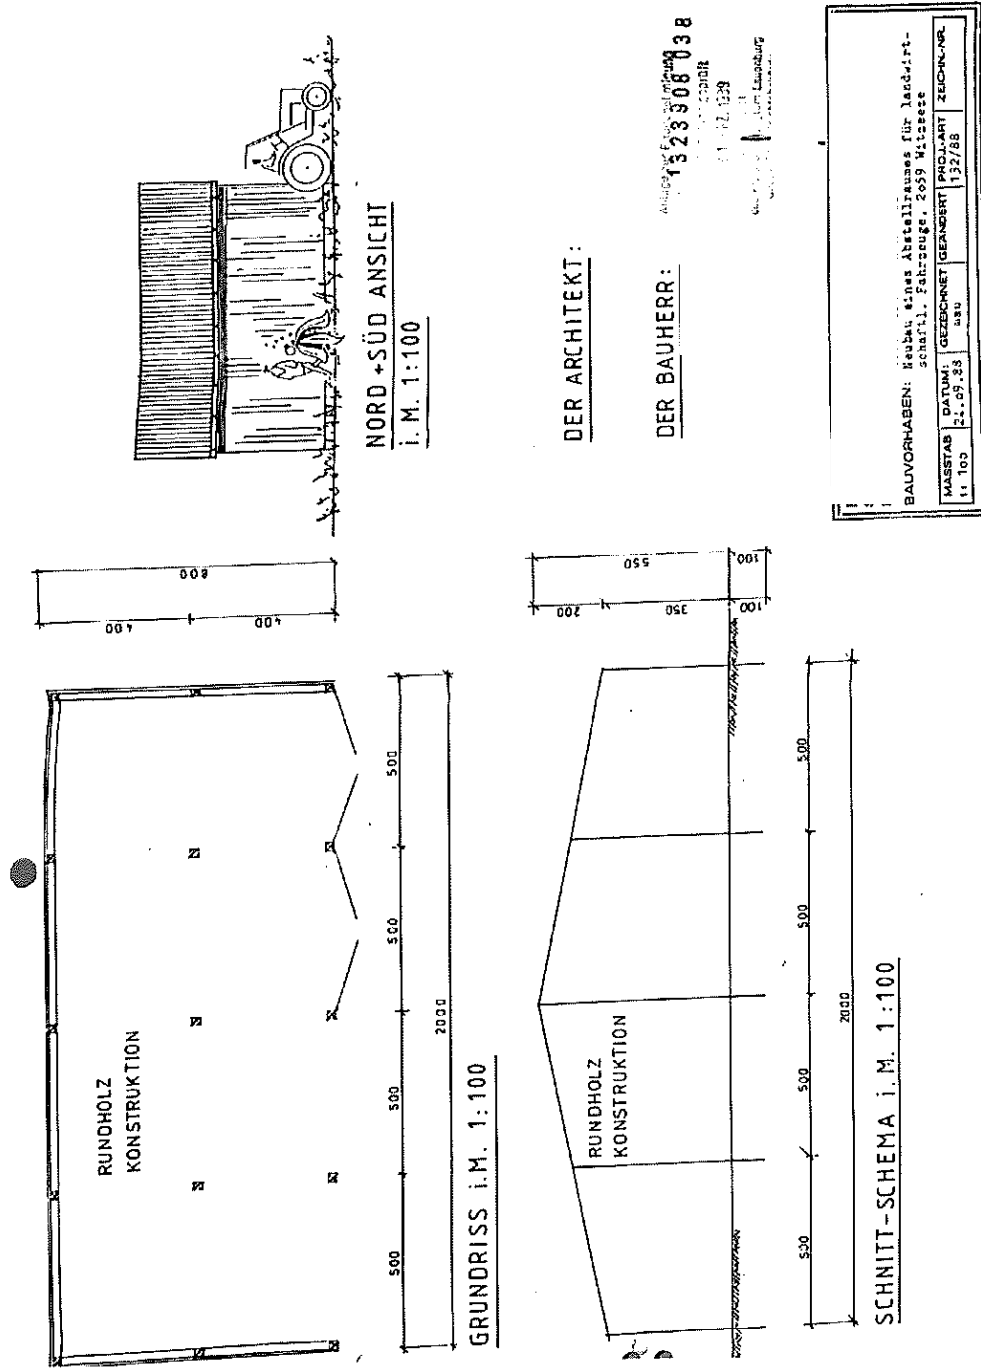 RUNDHOLZ
KONSTRUKTION
400
400
800
500
500
500
500
2000
GRUNDRISS i.M. 1:100
NORD + SÜD ANSICHT
i. M. 1:100
RUNDHOLZ
KONSTRUKTION
200
350
100
550
100
500
500
500
500
2000
SCHNITT-SCHEMA i. M. 1:100
DER ARCHITEKT:
DER BAUHERR:
1323908 038
BAUVORHABEN: Neubau eines Abstellraumes für landwirt-
schaftl. Fahrzeuge, 2059 Witzeeze
MASSTAB
1: 100
DATUM:
GEZEICHNET
GEÄNDERT
PROJ.-ART
132/88
ZEICHN.-NR.